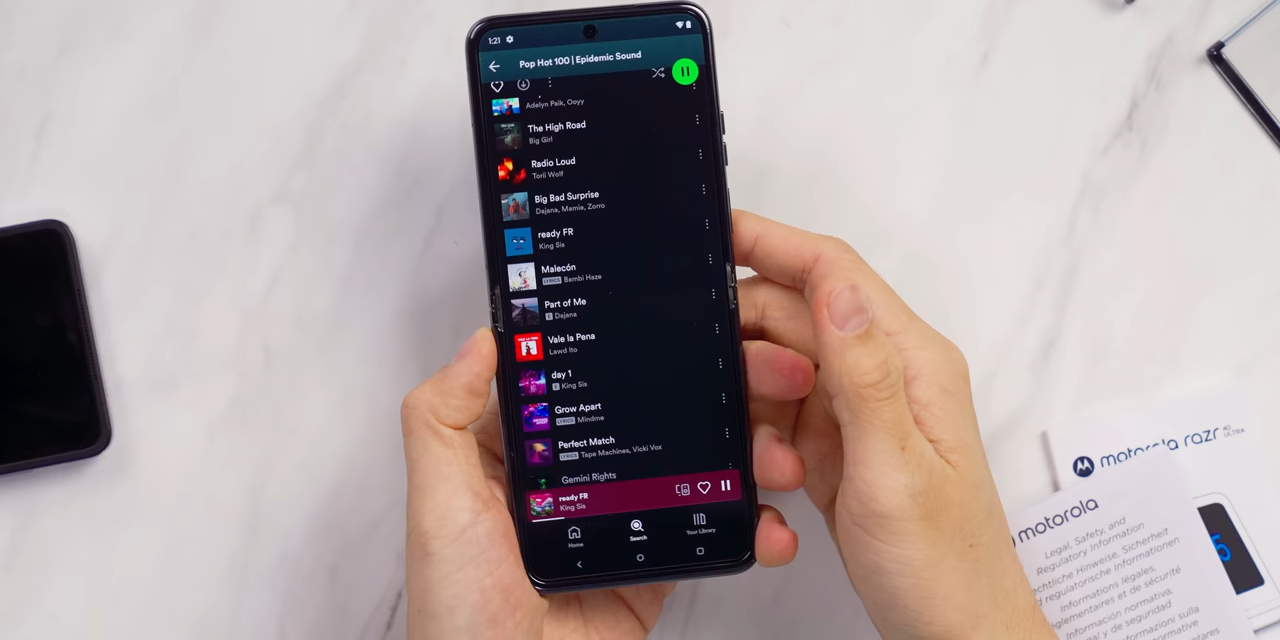 1:21
Pop Hot 100 | Epidemic Sound
Adelyn Paik, Ooyy
The High Road
Big Girl
Radio Loud
Torii Wolf
Big Bad Surprise
Dajana, Mamie, Zorro
ready FR
King Sis
Malecón
LYRICS Bambi Haze
Part of Me
E Dajana
Vale la Pena
Lawd Ito
day 1
E King Sis
Grow Apart
LYRICS Mindme
Perfect Match
LYRICS Tape Machines, Vicki Vox
Gemini Rights
ready FR
King Sis
Home
Search
Your Library
motorola razr 40 ULTRA
motorola
Legal, Safety, and
Regulatory Information
Rechtliche Hinweise, Sicherheit
Informations légales,
réglementaires et de sécurité
Información normativa,
y de seguridad